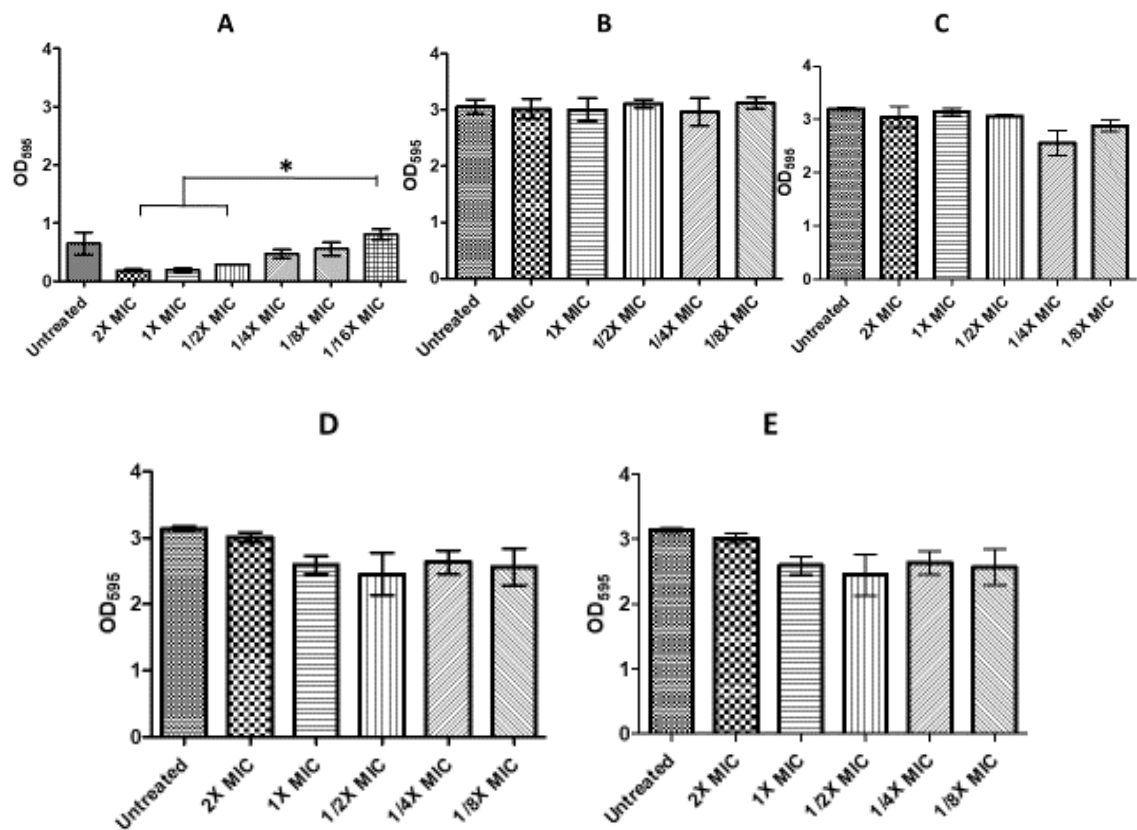 A
B
C
4
3
2
1
0
OD595
*
Untreated
2X MIC
1X MIC
1/2X MIC
1/4X MIC
1/8X MIC
1/16X MIC
4
3
2
1
0
OD595
Untreated
2X MIC
1X MIC
1/2X MIC
1/4X MIC
1/8X MIC
4
3
2
1
0
OD595
Untreated
2X MIC
1X MIC
1/2X MIC
1/4X MIC
1/8X MIC
D
E
4
3
2
1
0
OD595
Untreated
2X MIC
1X MIC
1/2X MIC
1/4X MIC
1/8X MIC
4
3
2
1
0
OD595
Untreated
2X MIC
1X MIC
1/2X MIC
1/4X MIC
1/8X MIC